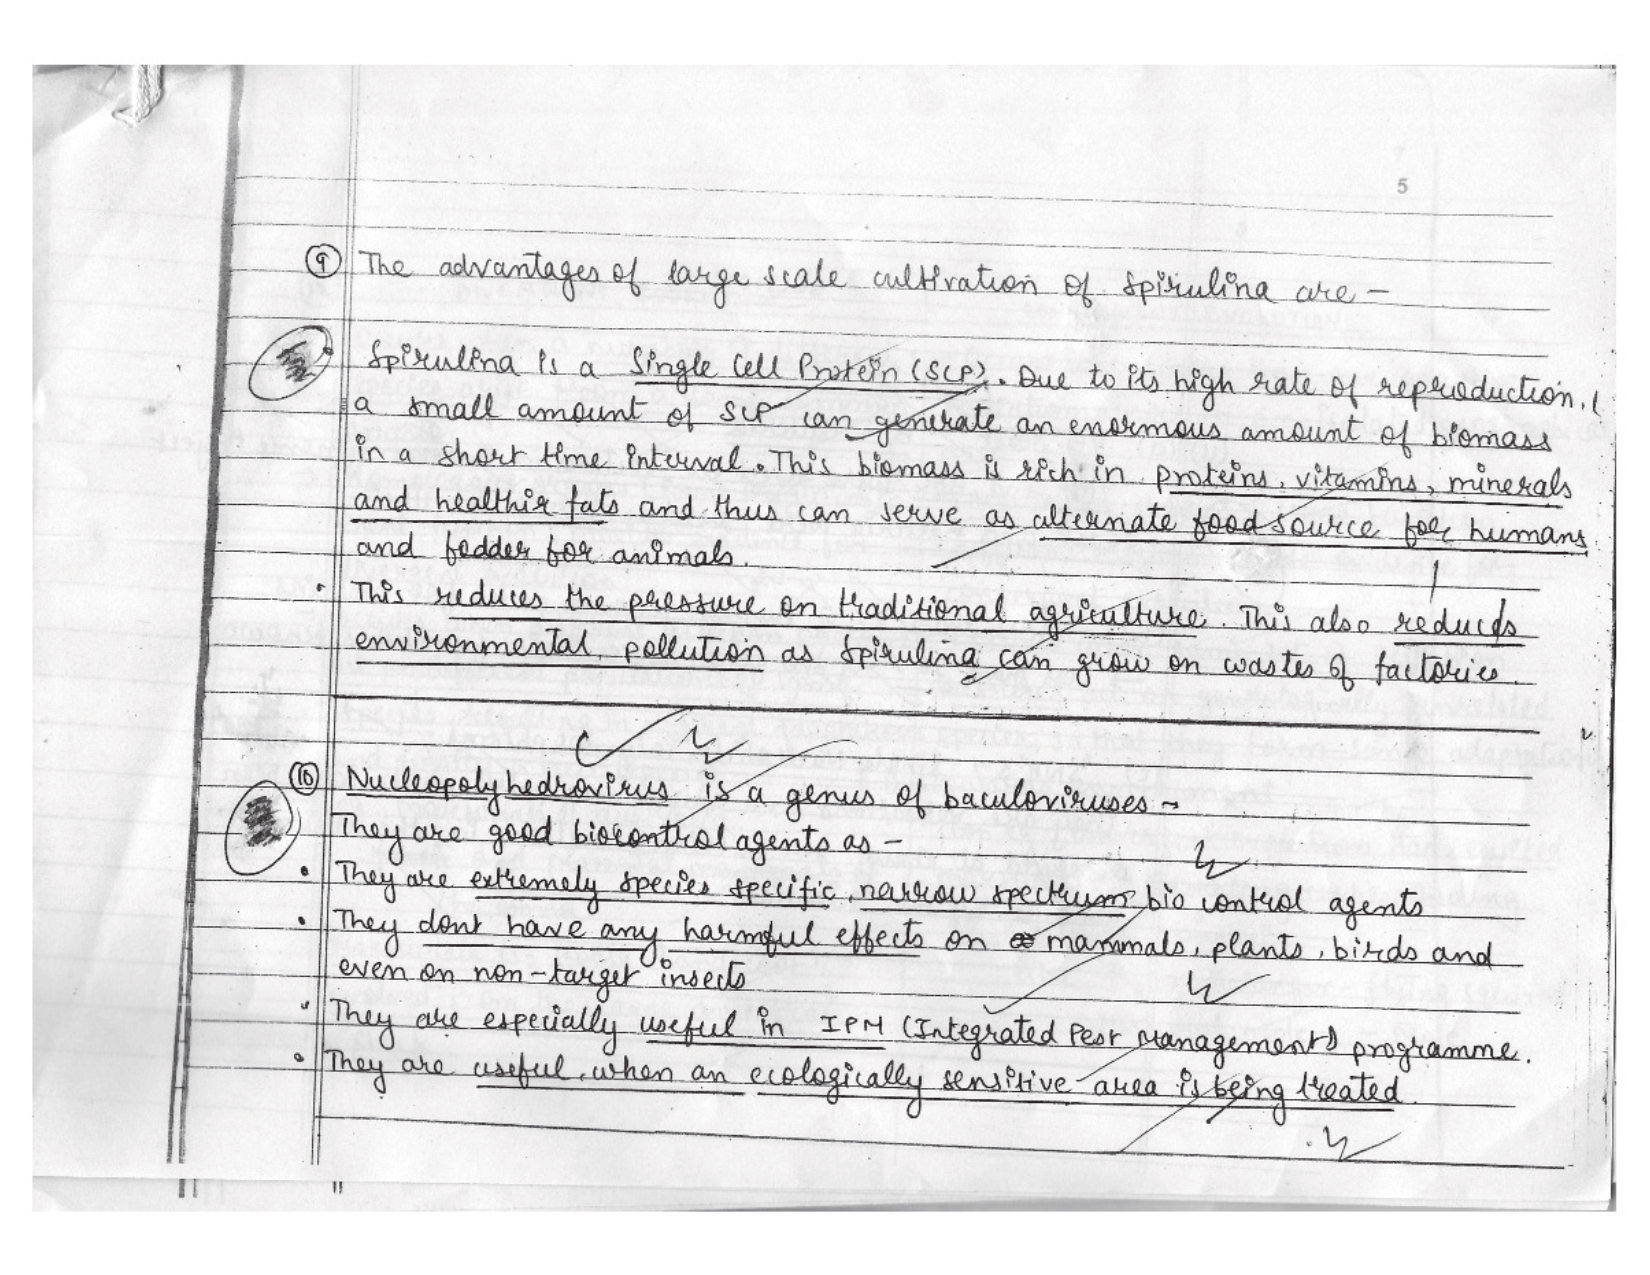 5
9 The advantages of large scale cultivation of Spirulina are -
• Spirulina is a Single Cell Protein (SCP). Due to its high rate of reproduction,
a small amount of SCP can generate an enormous amount of biomass
in a short time interval. This biomass is rich in proteins, vitamins, minerals
and healthir fats and thus can serve as alternate food source for humans
and fodder for animals.
• This reduces the pressure on traditional agriculture. This also reduces
environmental pollution as Spirulina can grow on wastes of factories.
10 Nucleopolyhedrovirus is a genus of baculoviruses -
They are good biocontrol agents as -
• They are extremely species specific, narrow spectrum bio control agents
• They dont have any harmful effects on mammals, plants, birds and
even on non-target insects
• They are especially useful in IPM (Integrated Pest Management) programme.
• They are useful when an ecologically sensitive area is being treated.